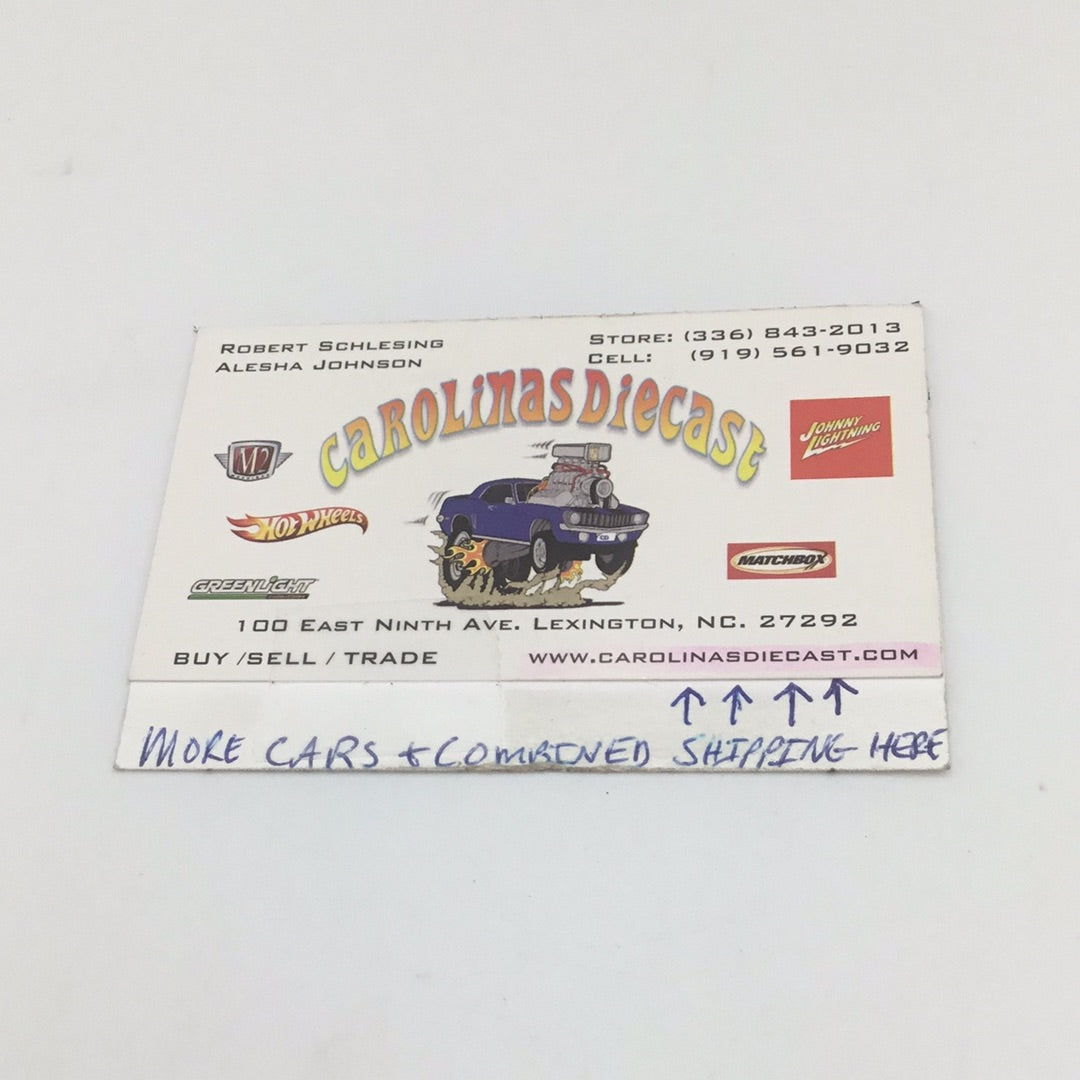 ROBERT SCHLESING
ALESHA JOHNSON
STORE: (336) 843-2013
CELL: (919) 561-9032
CAROLINAS DIECAST
M2
JOHNNY LIGHTNING
HOT WHEELS
MATCHBOX
GREENLIGHT
CD
100 EAST NINTH AVE. LEXINGTON, NC. 27292
BUY /SELL / TRADE
WWW.CAROLINASDIECAST.COM
↑ ↑ ↑ ↑
MORE CARS + COMBINED SHIPPING HERE